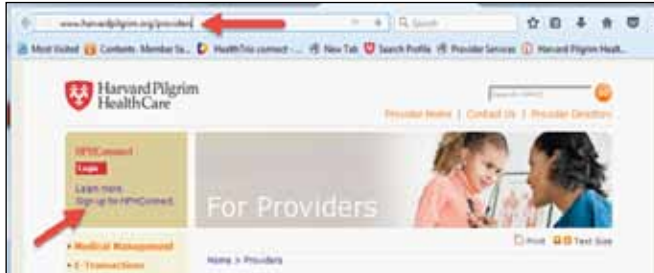 www.harvardpilgrim.org/providers
Search
Most Visited Contents Member Sa... HealthTrio connect - ... New Tab Search Profile Provider Services Harvard Pilgrim Healt...
Harvard Pilgrim
HealthCare
Provider Home | Contact Us | Provider Directory
HPHConnect
Login
Learn more
Sign up for HPHConnect
For Providers
Print Text Size
Medical Management
E-Transactions
Home > Providers